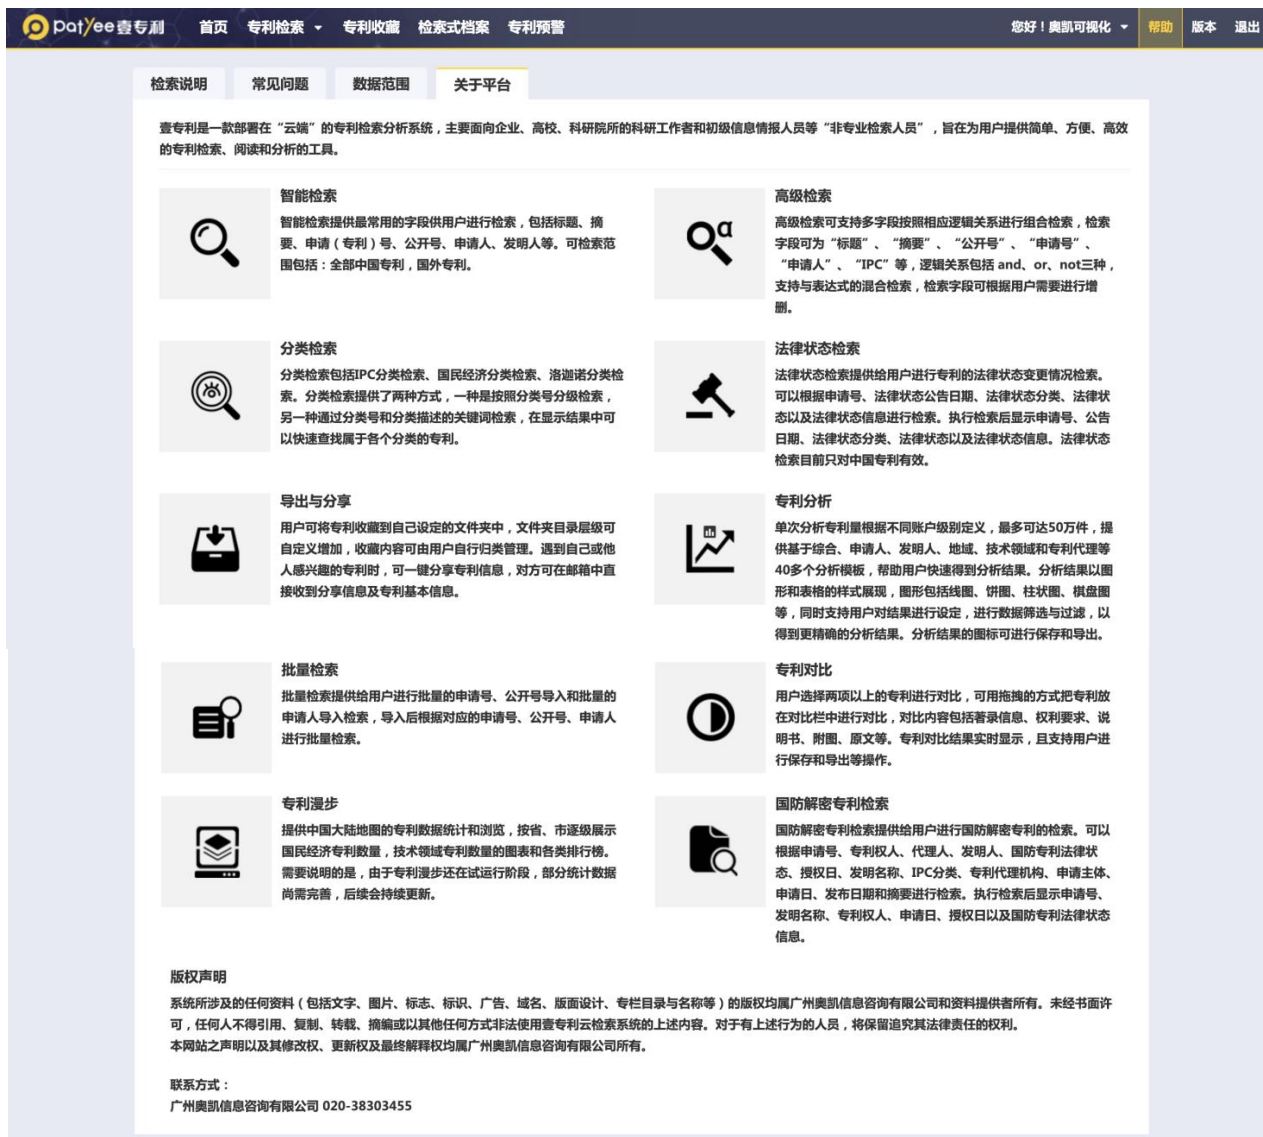 patyee壹专利 首页 专利检索 专利收藏 检索式档案 专利预警 您好！奥凯可视化 帮助 版本 退出
检索说明 常见问题 数据范围 关于平台
壹专利是一款部署在“云端”的专利检索分析系统，主要面向企业、高校、科研院所的科研工作者和初级信息情报人员等“非专业检索人员”，旨在为用户提供简单、方便、高效
的专利检索、阅读和分析的工具。
智能检索
智能检索提供最常用的字段供用户进行检索，包括标题、摘
要、申请（专利）号、公开号、申请人、发明人等。可检索范
围包括：全部中国专利，国外专利。
高级检索
高级检索可支持多字段按照相应逻辑关系进行组合检索，检索
字段可为“标题”、“摘要”、“公开号”、“申请号”、
“申请人”、“IPC”等，逻辑关系包括 and、or、not三种，
支持与表达式的混合检索，检索字段可根据用户需要进行增
删。
分类检索
分类检索包括IPC分类检索、国民经济分类检索、洛迦诺分类检
索。分类检索提供了两种方式，一种是按照分类号分级检索，
另一种通过分类号和分类描述的关键词检索，在显示结果中可
以快速查找属于各个分类的专利。
法律状态检索
法律状态检索提供给用户进行专利的法律状态变更情况检索。
可以根据申请号、法律状态公告日期、法律状态分类、法律状
态以及法律状态信息进行检索。执行检索后显示申请号、公告
日期、法律状态分类、法律状态以及法律状态信息。法律状态
检索目前只对中国专利有效。
导出与分享
用户可将专利收藏到自己设定的文件夹中，文件夹目录层级可
自定义增加，收藏内容可由用户自行归类管理。遇到自己或他
人感兴趣的专利时，可一键分享专利信息，对方可在邮箱中直
接收到分享信息及专利基本信息。
专利分析
单次分析专利量根据不同账户级别定义，最多可达50万件，提
供基于综合、申请人、发明人、地域、技术领域和专利代理等
40多个分析模板，帮助用户快速得到分析结果。分析结果以图
形和表格的样式展现，图形包括线图、饼图、柱状图、棋盘图
等，同时支持用户对结果进行设定，进行数据筛选与过滤，以
得到更精确的分析结果。分析结果的图标可进行保存和导出。
批量检索
批量检索提供给用户进行批量的申请号、公开号导入和批量的
申请人导入检索，导入后根据对应的申请号、公开号、申请人
进行批量检索。
专利对比
用户选择两项以上的专利进行对比，可用拖拽的方式把专利放
在对比栏中进行对比，对比内容包括著录信息、权利要求、说
明书、附图、原文等。专利对比结果实时显示，且支持用户进
行保存和导出等操作。
专利漫步
提供中国大陆地图的专利数据统计和浏览，按省、市逐级展示
国民经济专利数量，技术领域专利数量的图表和各类排行榜。
需要说明的是，由于专利漫步还在试运行阶段，部分统计数据
尚需完善，后续会持续更新。
国防解密专利检索
国防解密专利检索提供给用户进行国防解密专利的检索。可以
根据申请号、专利权人、代理人、发明人、国防专利法律状
态、授权日、发明名称、IPC分类、专利代理机构、申请主体、
申请日、发布日期和摘要进行检索。执行检索后显示申请号、
发明名称、专利权人、申请日、授权日以及国防专利法律状态
信息。
版权声明
系统所涉及的任何资料（包括文字、图片、标志、标识、广告、域名、版面设计、专栏目录与名称等）的版权均属广州奥凯信息咨询有限公司和资料提供者所有。未经书面许
可，任何人不得引用、复制、转载、摘编或以其他任何方式非法使用壹专利云检索系统的上述内容。对于有上述行为的人员，将保留追究其法律责任的权利。
本网站之声明以及其修改权、更新权及最终解释权均属广州奥凯信息咨询有限公司所有。
联系方式：
广州奥凯信息咨询有限公司 020-38303455